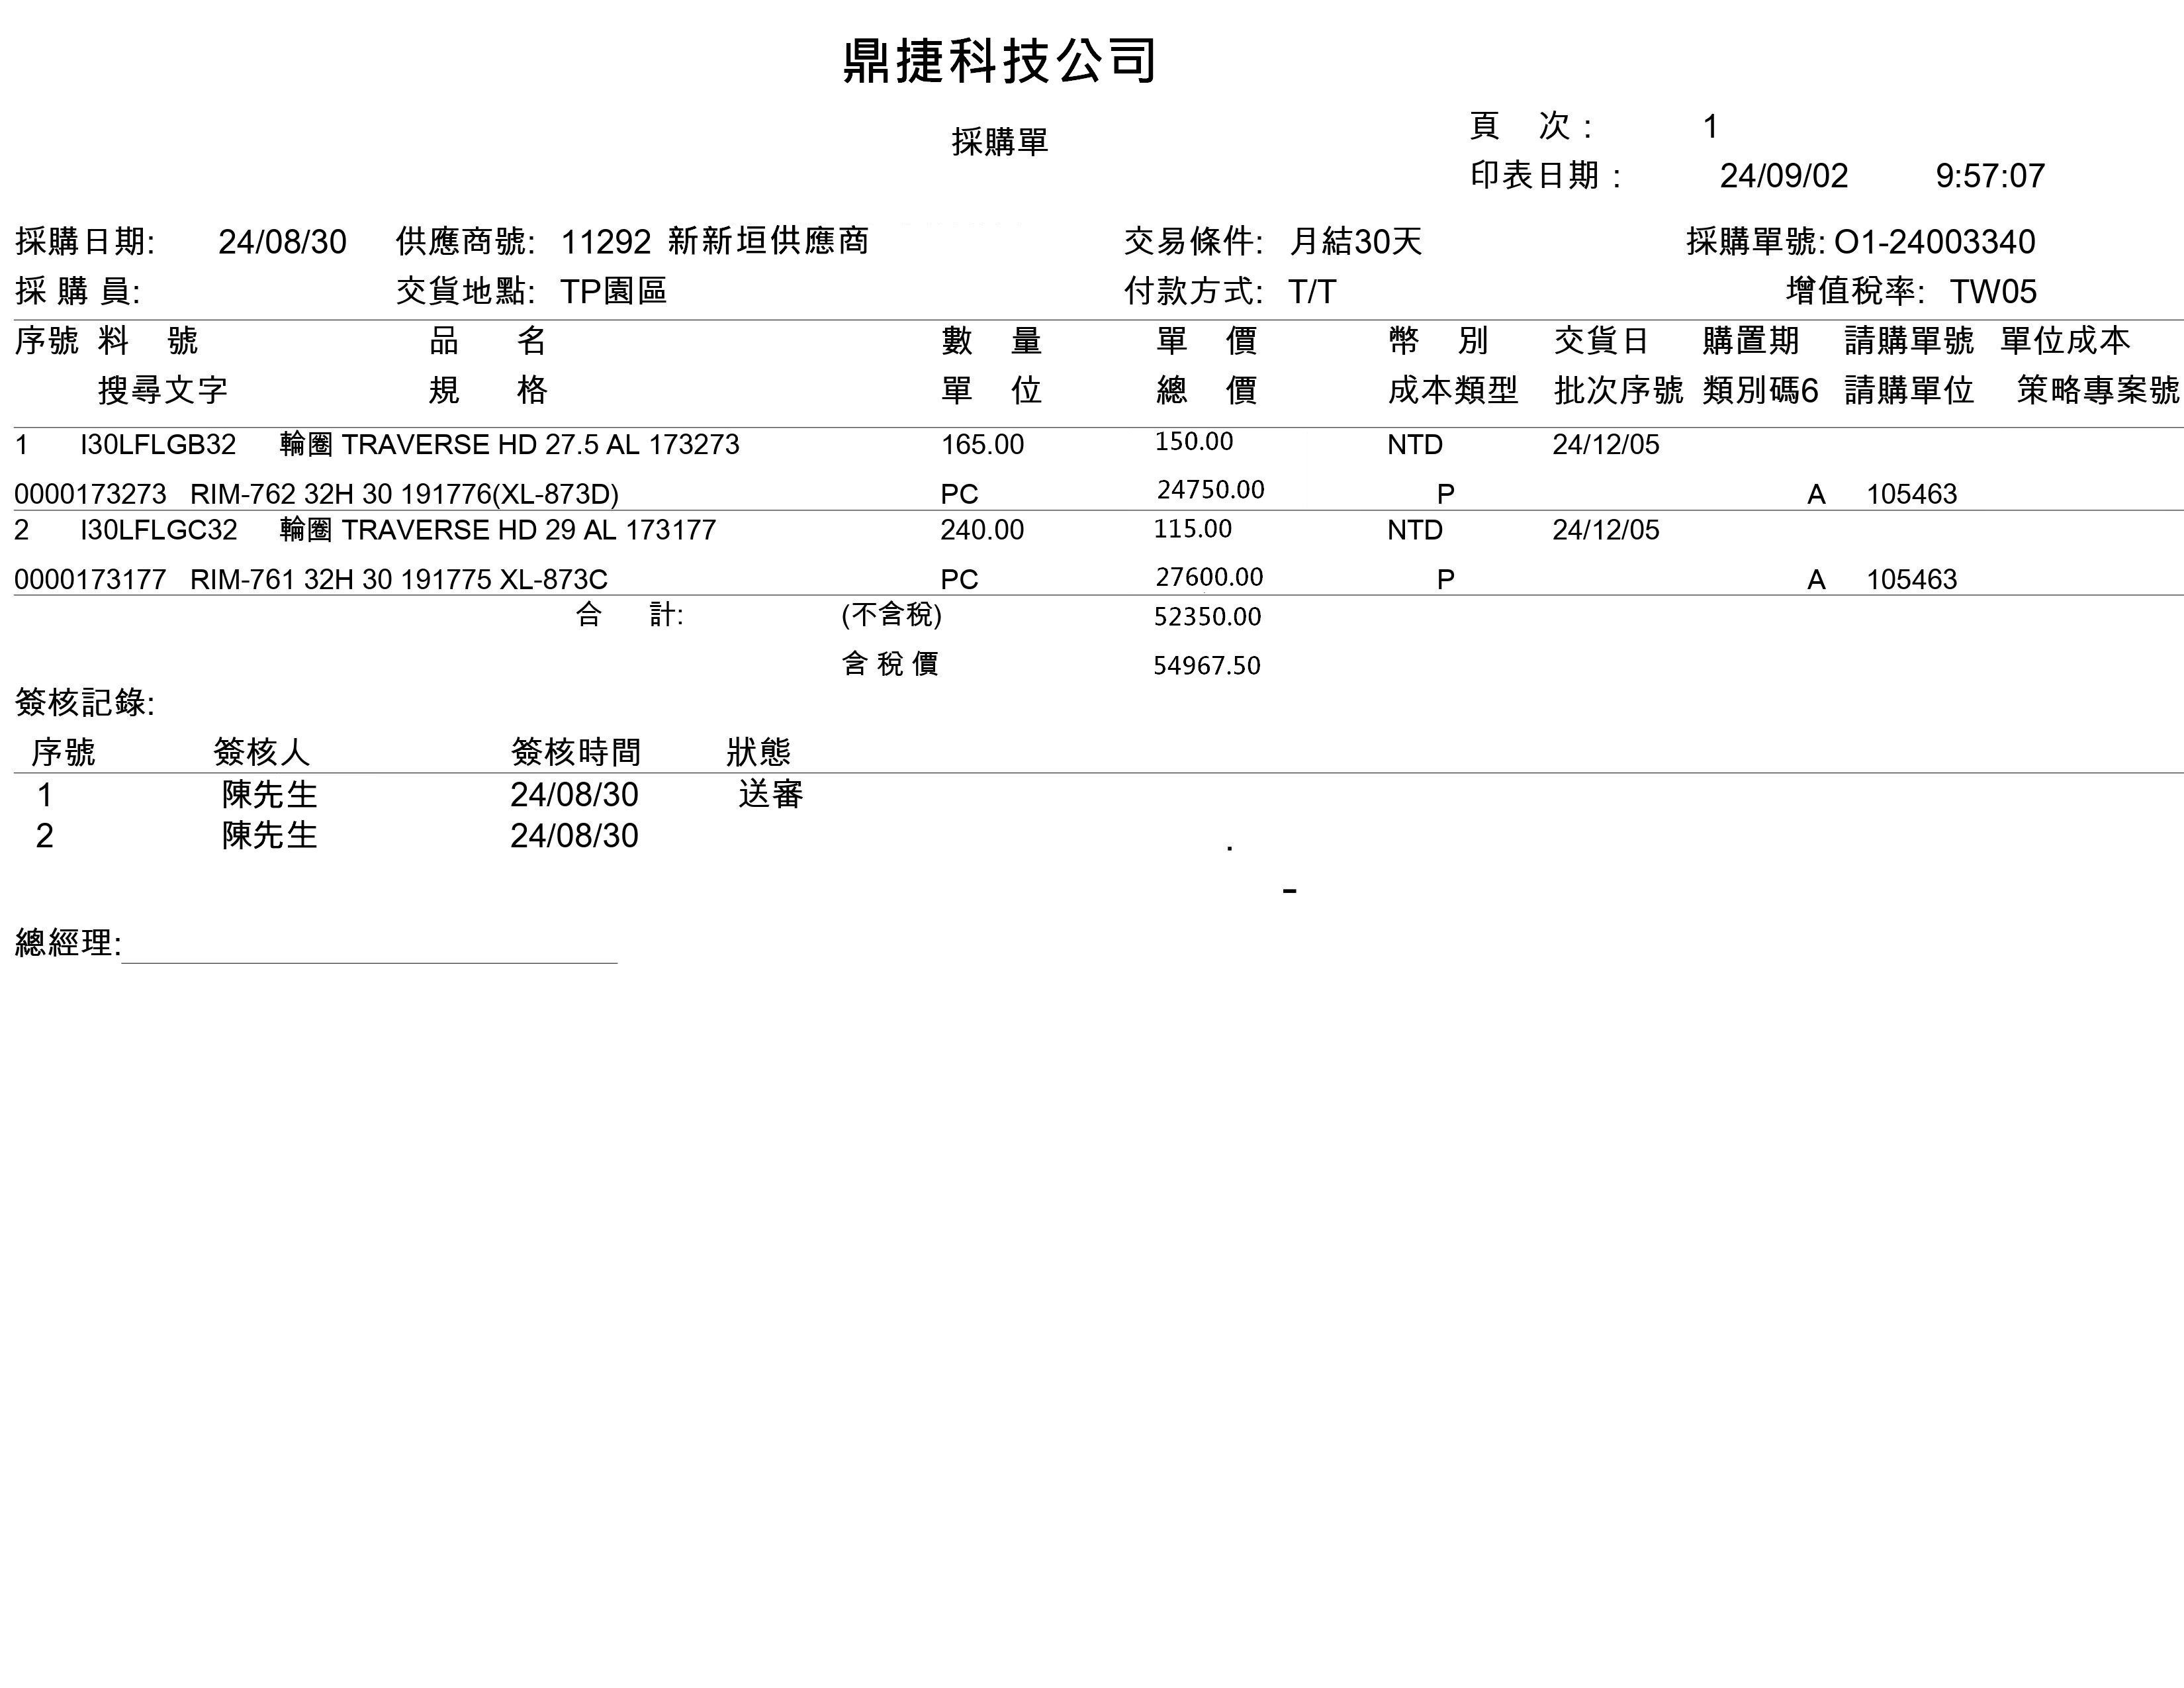 鼎捷科技公司
採購單
頁 次 : 1
印表日期 : 24/09/02 9:57:07
採購日期: 24/08/30 供應商號: 11292 新新垣供應商 交易條件: 月結30天 採購單號: O1-24003340
採 購 員: 交貨地點: TP園區 付款方式: T/T 增值稅率: TW05
序號 料 號 品 名 數 量 單 價 幣 別 交貨日 購置期 請購單號 單位成本
搜尋文字 規 格 單 位 總 價 成本類型 批次序號 類別碼6 請購單位 策略專案號
1 I30LFLGB32 輪圈 TRAVERSE HD 27.5 AL 173273 165.00 150.00 NTD 24/12/05
0000173273 RIM-762 32H 30 191776(XL-873D) PC 24750.00 P A 105463
2 I30LFLGC32 輪圈 TRAVERSE HD 29 AL 173177 240.00 115.00 NTD 24/12/05
0000173177 RIM-761 32H 30 191775 XL-873C PC 27600.00 P A 105463
合 計: (不含稅) 52350.00
含 稅 價 54967.50
簽核記錄:
序號 簽核人 簽核時間 狀態
1 陳先生 24/08/30 送審
2 陳先生 24/08/30
總經理: